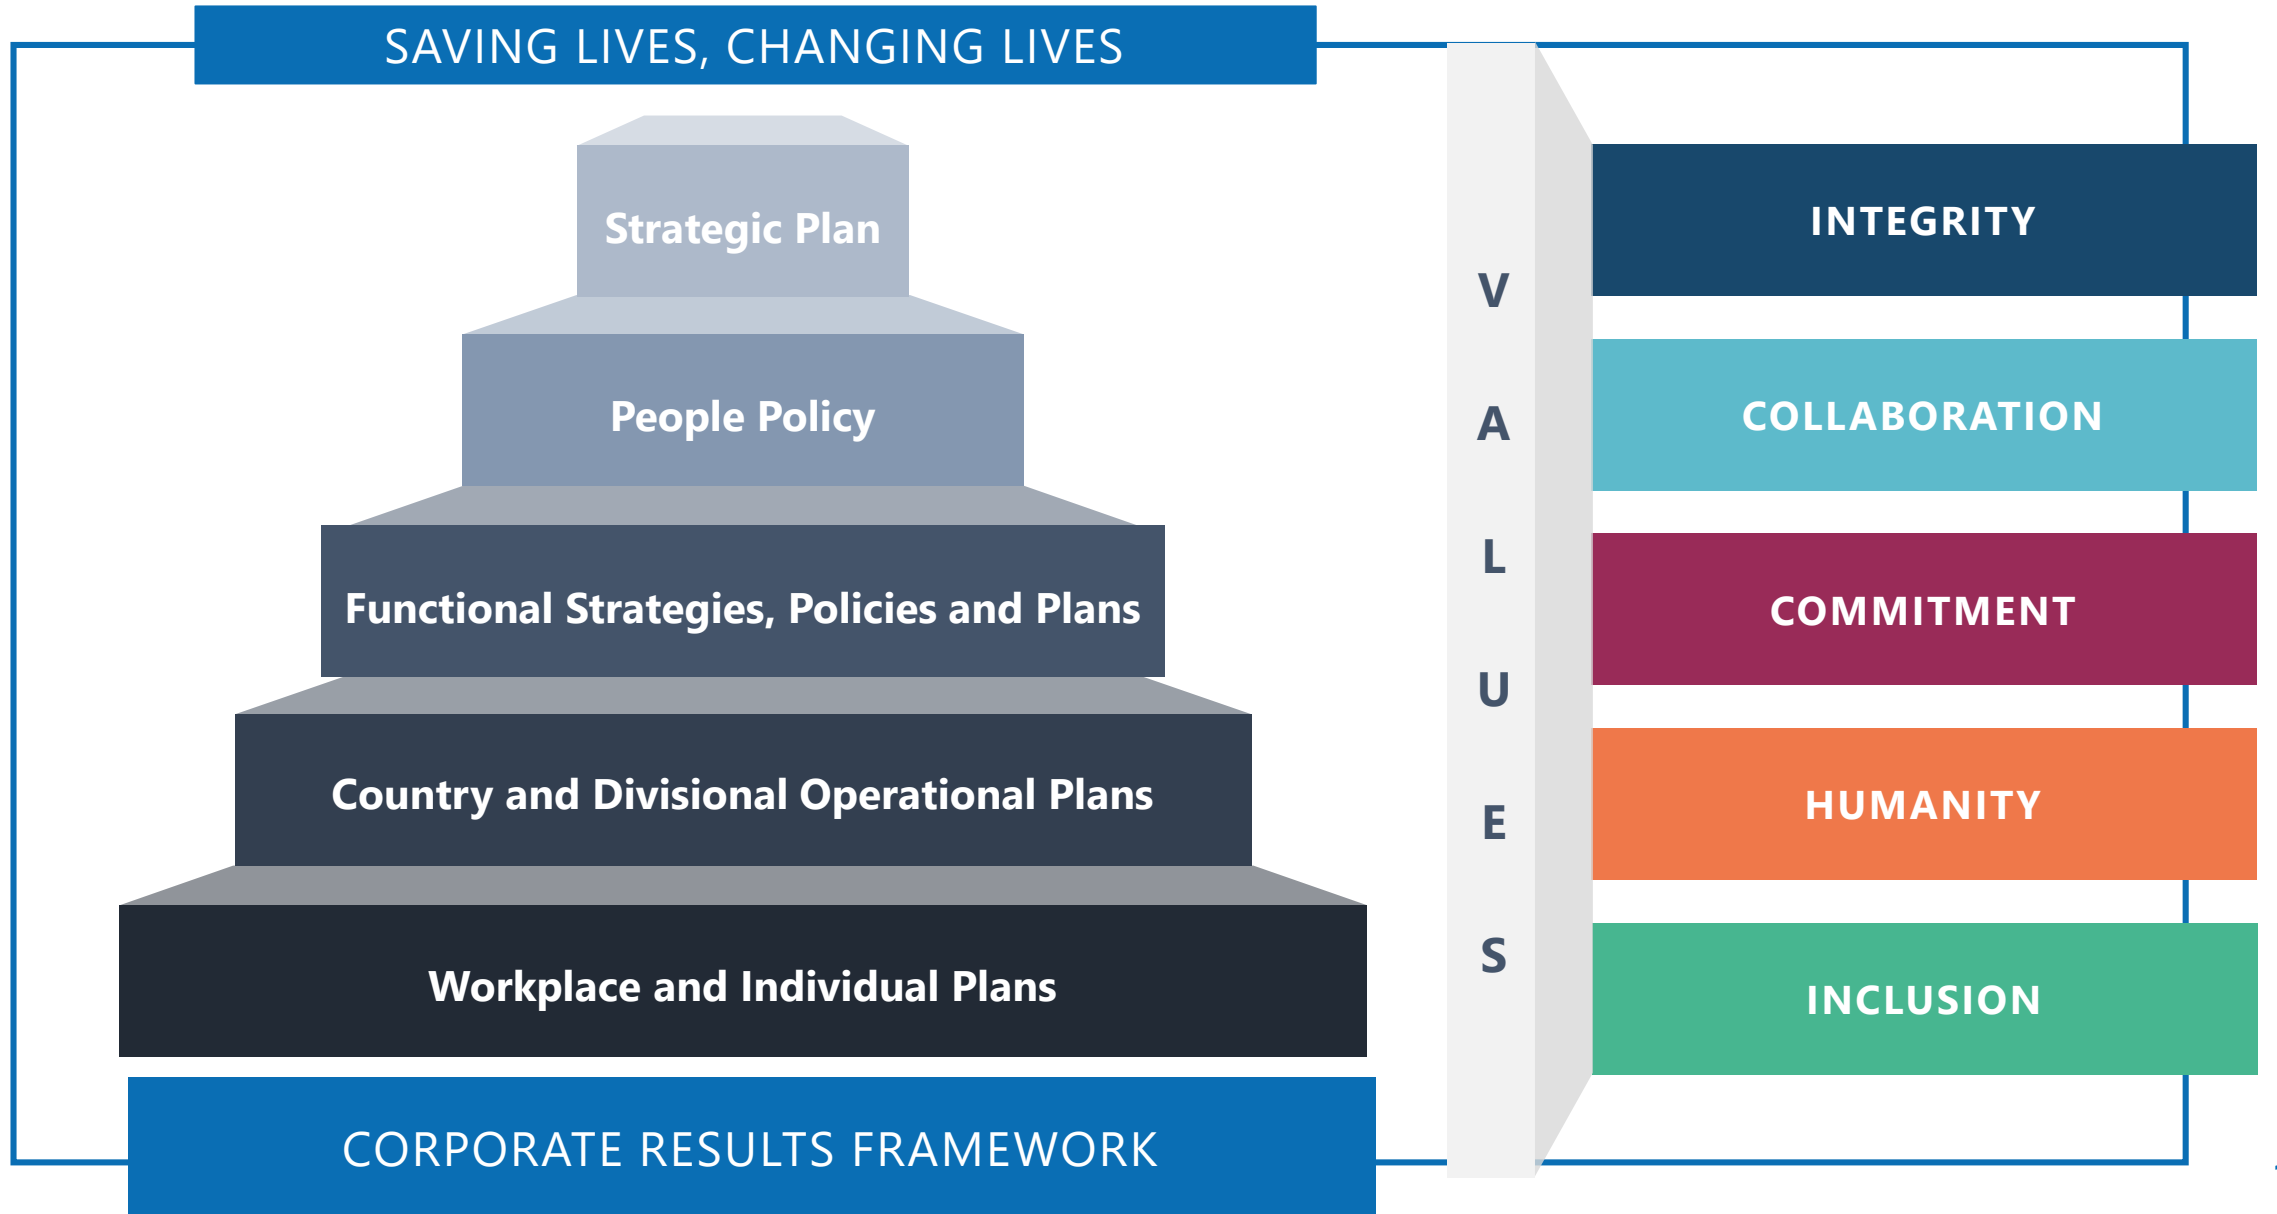 SAVING LIVES, CHANGING LIVES
Strategic Plan
People Policy
Functional Strategies, Policies and Plans
Country and Divisional Operational Plans
Workplace and Individual Plans
CORPORATE RESULTS FRAMEWORK
VALUES
INTEGRITY
COLLABORATION
COMMITMENT
HUMANITY
INCLUSION